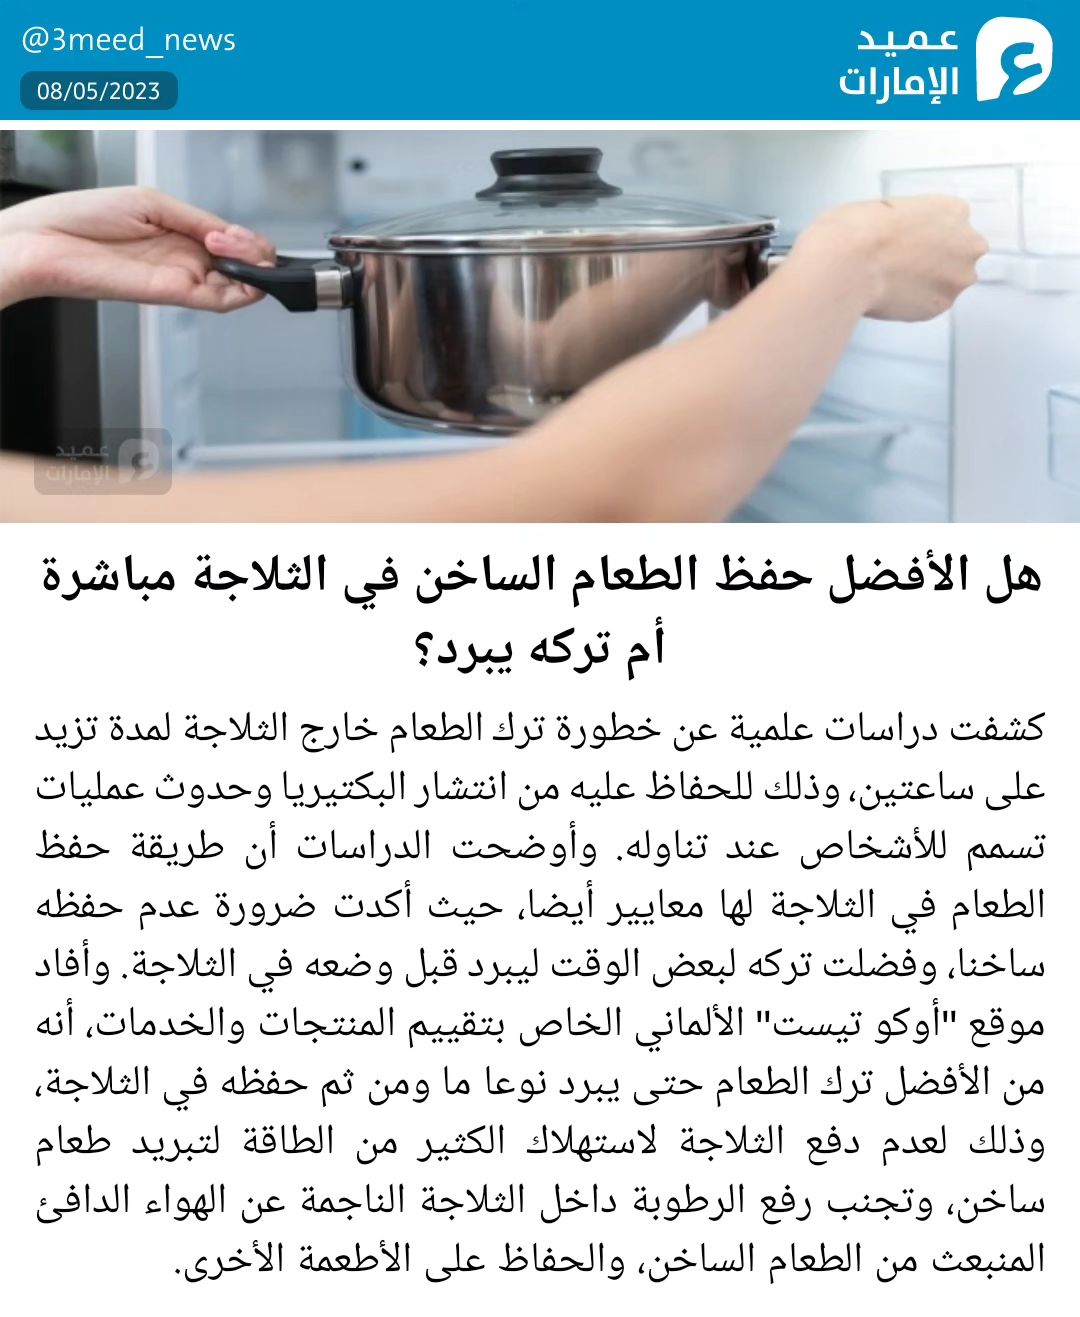 @3meed_news
08/05/2023
عميد
الإمارات
عميد
الإمارات
هل الأفضل حفظ الطعام الساخن في الثلاجة مباشرة
أم تركه يبرد؟
كشفت دراسات علمية عن خطورة ترك الطعام خارج الثلاجة لمدة تزيد
على ساعتين، وذلك للحفاظ عليه من انتشار البكتيريا وحدوث عمليات
تسمم للأشخاص عند تناوله. وأوضحت الدراسات أن طريقة حفظ
الطعام في الثلاجة لها معايير أيضا، حيث أكدت ضرورة عدم حفظه
ساخنا، وفضلت تركه لبعض الوقت ليبرد قبل وضعه في الثلاجة. وأفاد
موقع "أوكو تيست" الألماني الخاص بتقييم المنتجات والخدمات، أنه
من الأفضل ترك الطعام حتى يبرد نوعا ما ومن ثم حفظه في الثلاجة،
وذلك لعدم دفع الثلاجة لاستهلاك الكثير من الطاقة لتبريد طعام
ساخن، وتجنب رفع الرطوبة داخل الثلاجة الناجمة عن الهواء الدافئ
المنبعث من الطعام الساخن، والحفاظ على الأطعمة الأخرى.